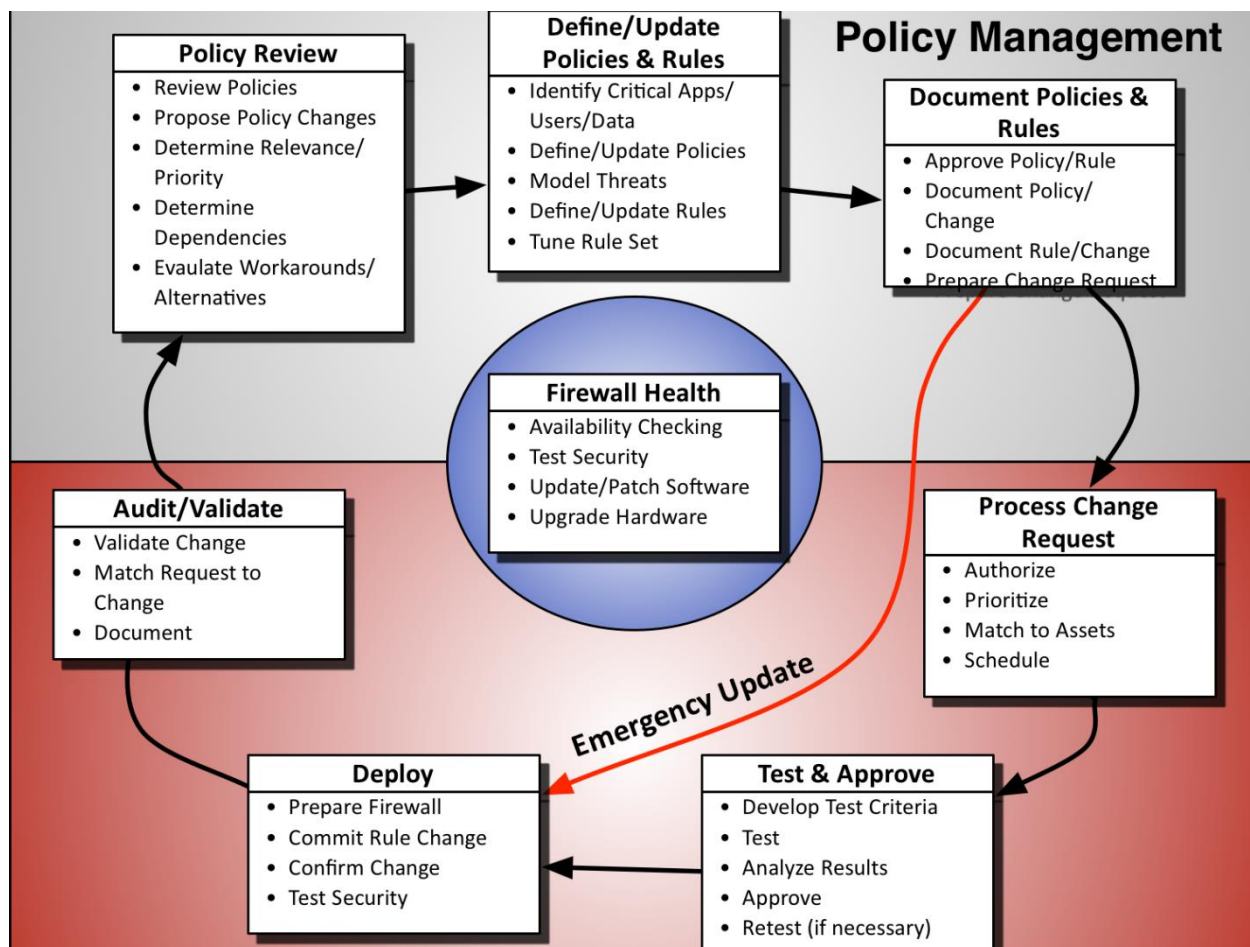 Policy Management
Policy Review
• Review Policies
• Propose Policy Changes
• Determine Relevance/
Priority
• Determine
Dependencies
• Evaulate Workarounds/
Alternatives
Define/Update
Policies & Rules
• Identify Critical Apps/
Users/Data
• Define/Update Policies
• Model Threats
• Define/Update Rules
• Tune Rule Set
Document Policies &
Rules
• Approve Policy/Rule
• Document Policy/
Change
• Document Rule/Change
• Prepare Change Request
Firewall Health
• Availability Checking
• Test Security
• Update/Patch Software
• Upgrade Hardware
Process Change
Request
• Authorize
• Prioritize
• Match to Assets
• Schedule
Emergency Update
Test & Approve
• Develop Test Criteria
• Test
• Analyze Results
• Approve
• Retest (if necessary)
Deploy
• Prepare Firewall
• Commit Rule Change
• Confirm Change
• Test Security
Audit/Validate
• Validate Change
• Match Request to
Change
• Document